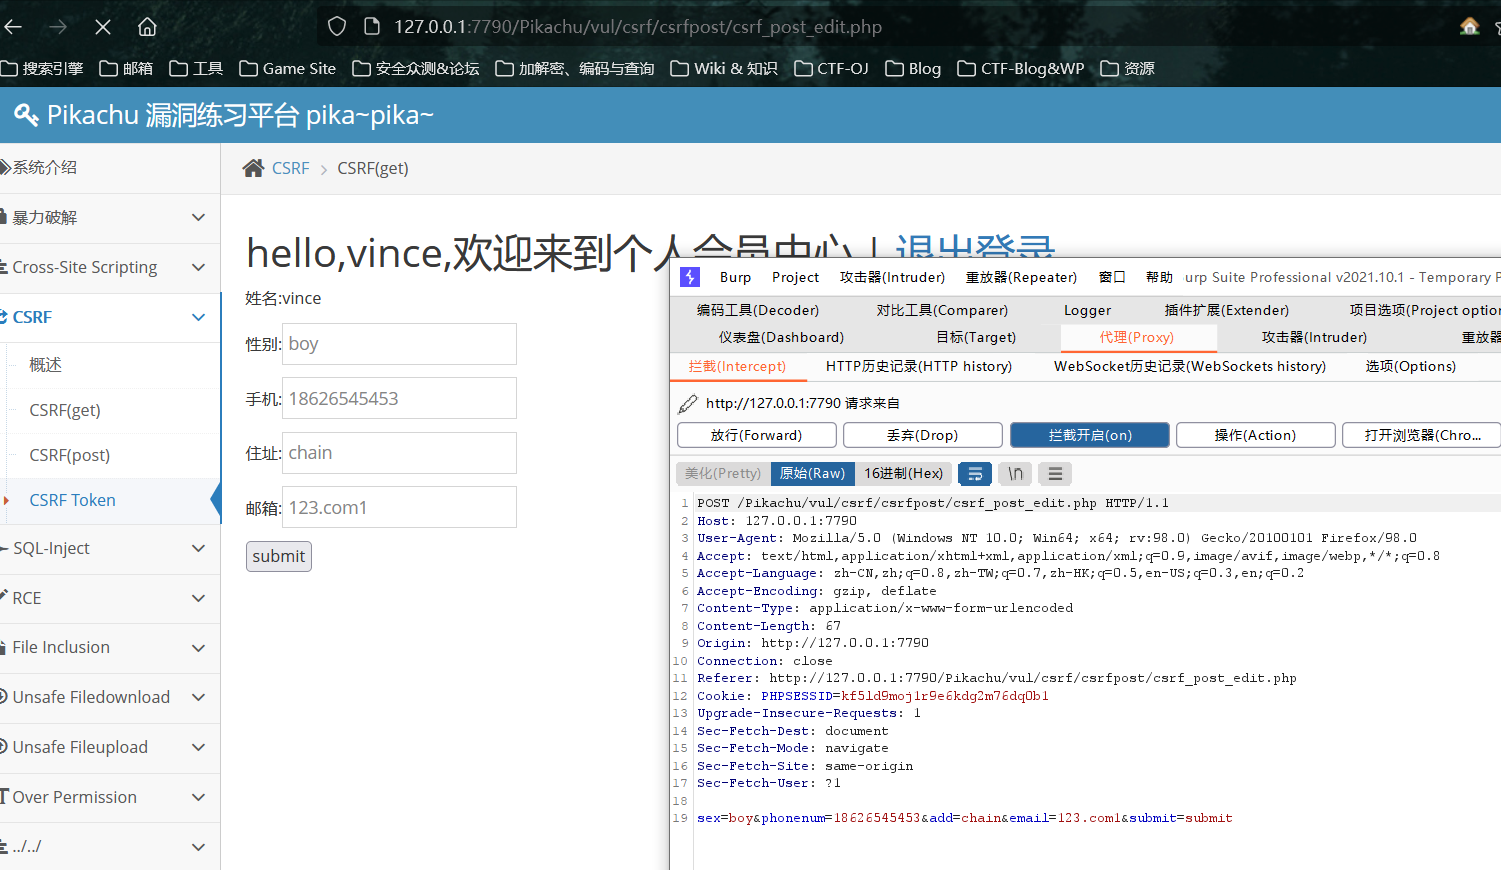 127.0.0.1:7790/Pikachu/vul/csrf/csrfpost/csrf_post_edit.php
搜索引擎 邮箱 工具 Game Site 安全众测&论坛 加解密、编码与查询 Wiki & 知识 CTF-OJ Blog CTF-Blog&WP 资源
Pikachu 漏洞练习平台 pika~pika~
系统介绍
暴力破解
Cross-Site Scripting
CSRF
概述
CSRF(get)
CSRF(post)
CSRF Token
SQL-Inject
RCE
File Inclusion
Unsafe Filedownload
Unsafe Fileupload
Over Permission
../../
CSRF > CSRF(get)
hello,vince,欢迎来到个人会员中心 | 退出登录
姓名:vince
性别: boy
手机: 18626545453
住址: chain
邮箱: 123.com1
submit
Burp Project 攻击器(Intruder) 重放器(Repeater) 窗口 帮助 urp Suite Professional v2021.10.1 - Temporary P
编码工具(Decoder) 对比工具(Comparer) Logger 插件扩展(Extender) 项目选项(Project option
仪表盘(Dashboard) 目标(Target) 代理(Proxy) 攻击器(Intruder) 重放器
拦截(Intercept) HTTP历史记录(HTTP history) WebSocket历史记录(WebSockets history) 选项(Options)
http://127.0.0.1:7790 请求来自
放行(Forward) 丢弃(Drop) 拦截开启(on) 操作(Action) 打开浏览器(Chro...
美化(Pretty) 原始(Raw) 16进制(Hex) \n
1 POST /Pikachu/vul/csrf/csrfpost/csrf_post_edit.php HTTP/1.1
2 Host: 127.0.0.1:7790
3 User-Agent: Mozilla/5.0 (Windows NT 10.0; Win64; x64; rv:98.0) Gecko/20100101 Firefox/98.0
4 Accept: text/html,application/xhtml+xml,application/xml;q=0.9,image/avif,image/webp,*/*;q=0.8
5 Accept-Language: zh-CN,zh;q=0.8,zh-TW;q=0.7,zh-HK;q=0.5,en-US;q=0.3,en;q=0.2
6 Accept-Encoding: gzip, deflate
7 Content-Type: application/x-www-form-urlencoded
8 Content-Length: 67
9 Origin: http://127.0.0.1:7790
10 Connection: close
11 Referer: http://127.0.0.1:7790/Pikachu/vul/csrf/csrfpost/csrf_post_edit.php
12 Cookie: PHPSESSID=kf5ld9moj1r9e6kdg2m76dq0b1
13 Upgrade-Insecure-Requests: 1
14 Sec-Fetch-Dest: document
15 Sec-Fetch-Mode: navigate
16 Sec-Fetch-Site: same-origin
17 Sec-Fetch-User: ?1
18
19 sex=boy&phonenum=18626545453&add=chain&email=123.com1&submit=submit